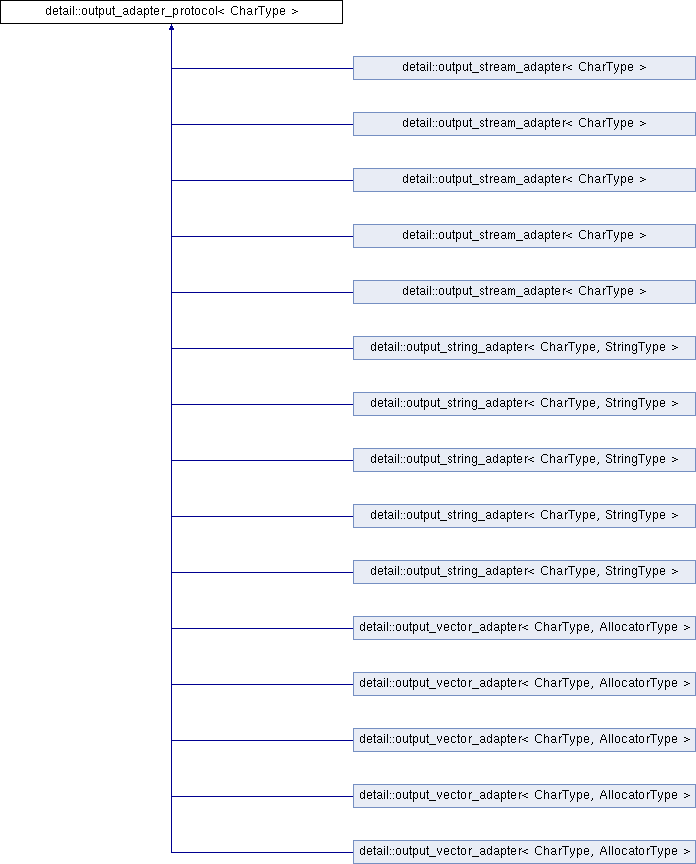 detail::output_adapter_protocol< CharType >
detail::output_stream_adapter< CharType >
detail::output_stream_adapter< CharType >
detail::output_stream_adapter< CharType >
detail::output_stream_adapter< CharType >
detail::output_stream_adapter< CharType >
detail::output_string_adapter< CharType, StringType >
detail::output_string_adapter< CharType, StringType >
detail::output_string_adapter< CharType, StringType >
detail::output_string_adapter< CharType, StringType >
detail::output_string_adapter< CharType, StringType >
detail::output_vector_adapter< CharType, AllocatorType >
detail::output_vector_adapter< CharType, AllocatorType >
detail::output_vector_adapter< CharType, AllocatorType >
detail::output_vector_adapter< CharType, AllocatorType >
detail::output_vector_adapter< CharType, AllocatorType >